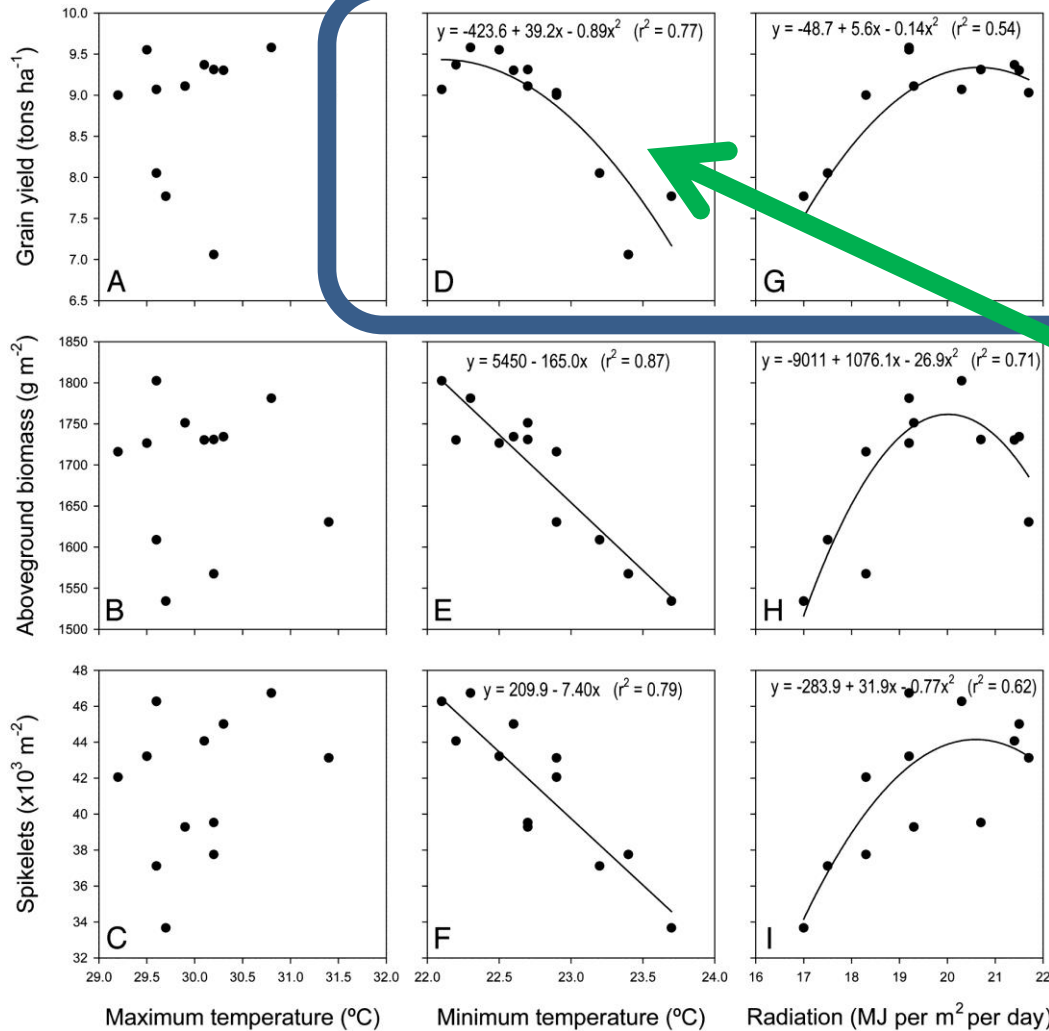 10.0
9.5
9.0
8.5
8.0
7.5
7.0
6.5
Grain yield (tons ha⁻¹)
A
y = -423.6 + 39.2x - 0.89x² (r² = 0.77)
D
y = -48.7 + 5.6x - 0.14x² (r² = 0.54)
G
1850
1800
1750
1700
1650
1600
1550
1500
Aboveground biomass (g m⁻²)
B
y = 5450 - 165.0x (r² = 0.87)
E
y = -9011 + 1076.1x - 26.9x² (r² = 0.71)
H
48
46
44
42
40
38
36
34
32
Spikelets (x10³ m⁻²)
C
y = 209.9 - 7.40x (r² = 0.79)
F
y = -283.9 + 31.9x - 0.77x² (r² = 0.62)
I
29.0 29.5 30.0 30.5 31.0 31.5 32.0
22.0 22.5 23.0 23.5 24.0
16 17 18 19 20 21 22
Maximum temperature (ºC)
Minimum temperature (ºC)
Radiation (MJ per m² per day)